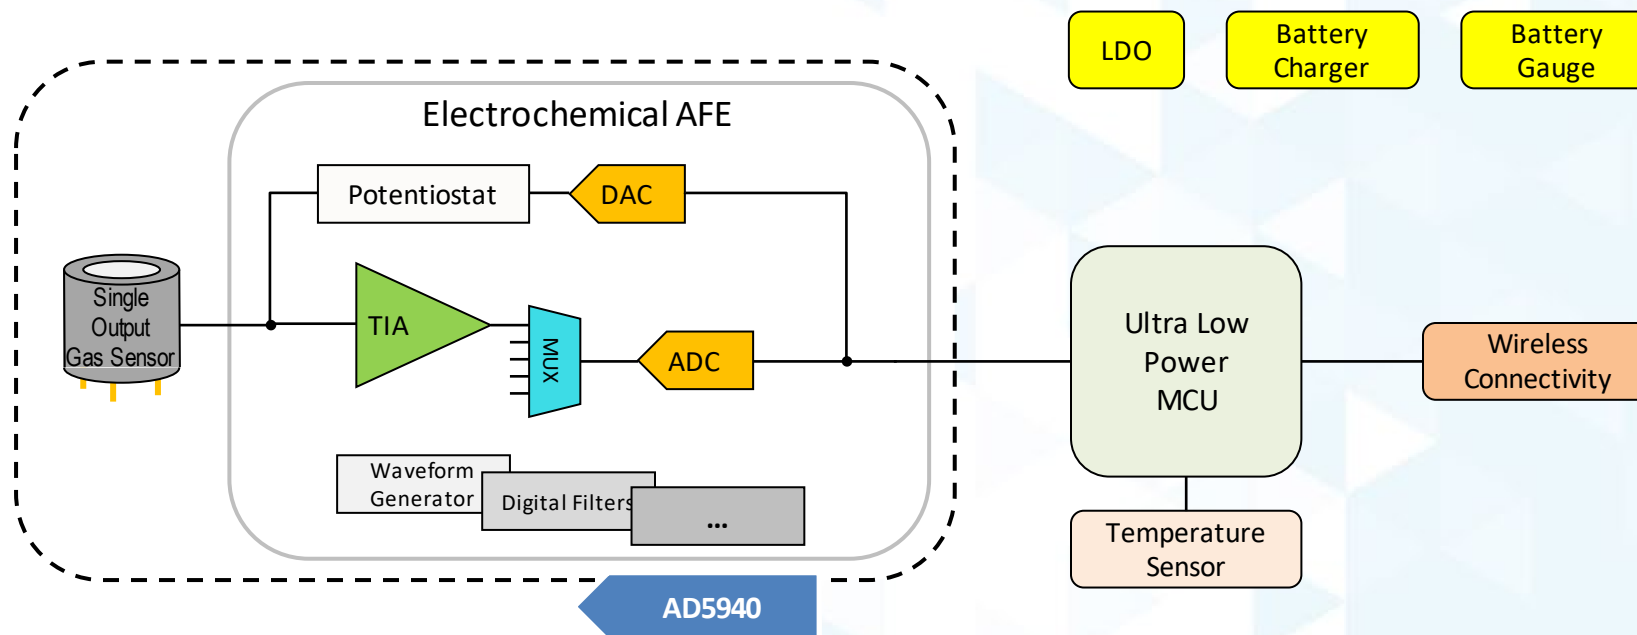 LDO
Battery
Charger
Battery
Gauge
Electrochemical AFE
Potentiostat
DAC
Single
Output
Gas Sensor
TIA
MUX
ADC
Ultra Low
Power
MCU
Wireless
Connectivity
Waveform
Generator
Digital Filters
...
Temperature
Sensor
AD5940